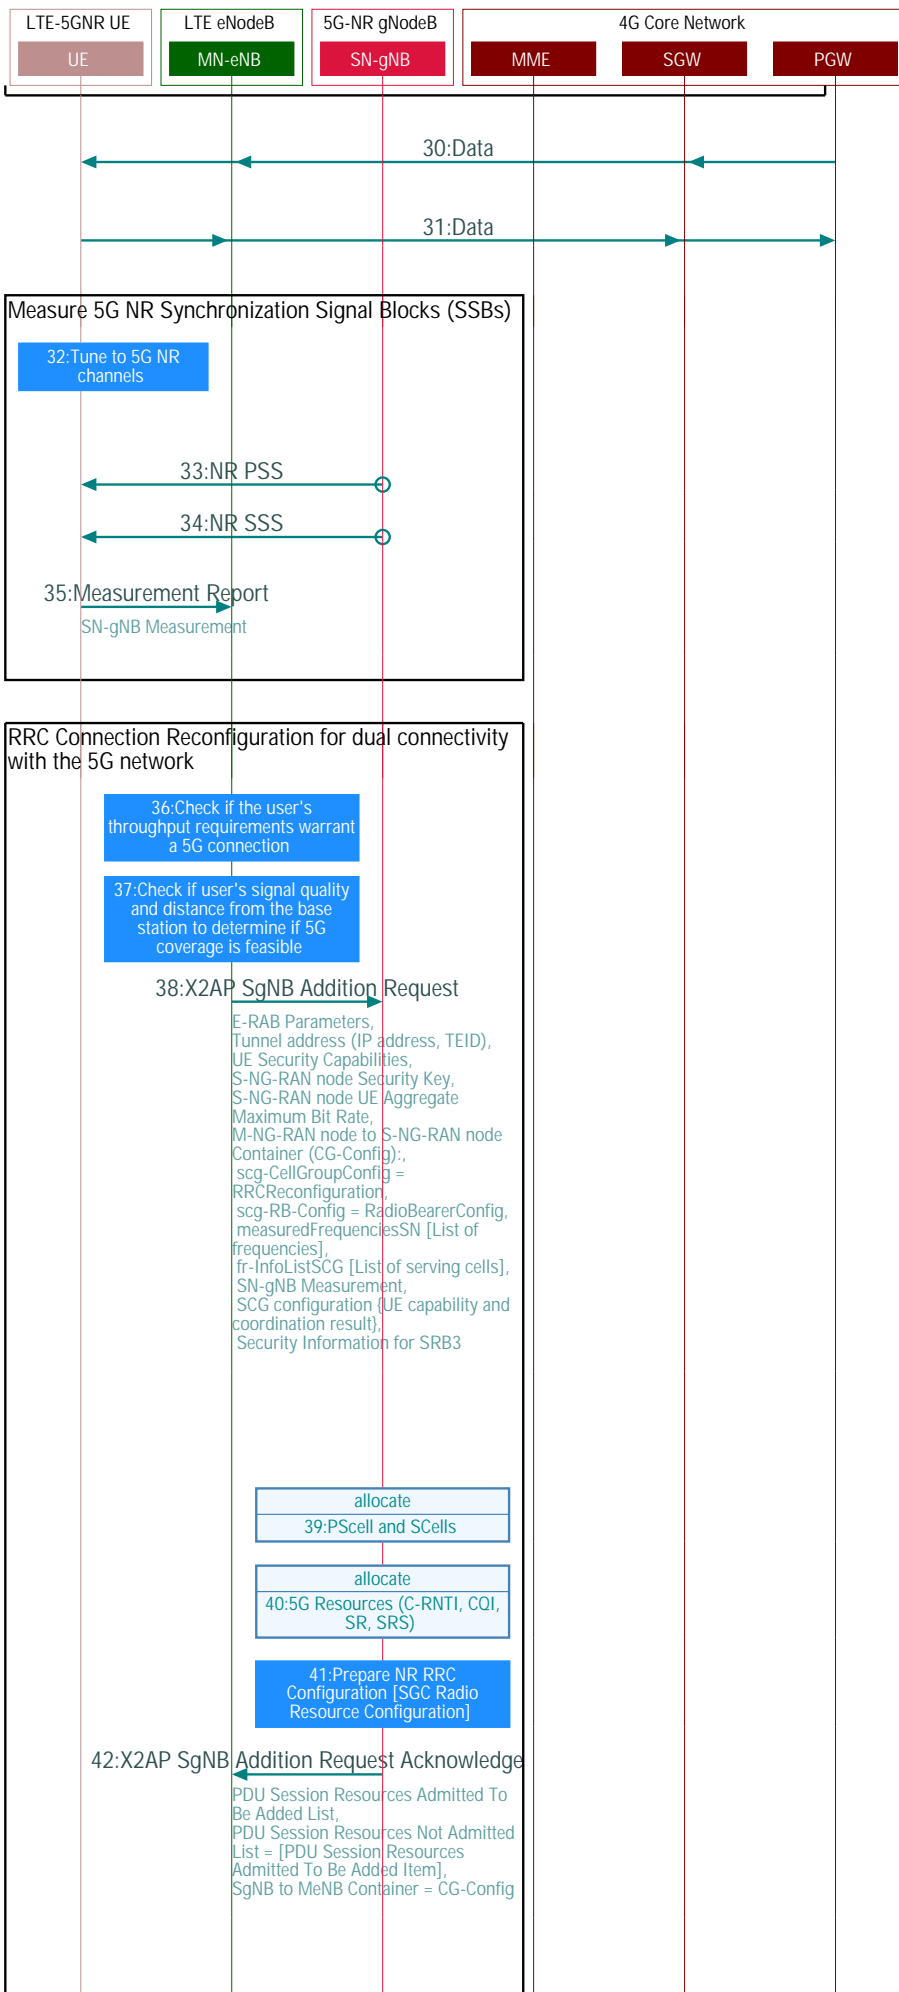 LTE-5GNR UE
LTE eNodeB
5G-NR gNodeB
4G Core Network
UE
MN-eNB
SN-gNB
MME
SGW
PGW
30:Data
31:Data
Measure 5G NR Synchronization Signal Blocks (SSBs)
32:Tune to 5G NR
channels
33:NR PSS
34:NR SSS
35:Measurement Report
SN-gNB Measurement
RRC Connection Reconfiguration for dual connectivity
with the 5G network
36:Check if the user's
throughput requirements warrant
a 5G connection
37:Check if user's signal quality
and distance from the base
station to determine if 5G
coverage is feasible
38:X2AP SgNB Addition Request
E-RAB Parameters,
Tunnel address (IP address, TEID),
UE Security Capabilities,
S-NG-RAN node Security Key,
S-NG-RAN node UE Aggregate
Maximum Bit Rate,
M-NG-RAN node to S-NG-RAN node
Container (CG-Config):,
scg-CellGroupConfig =
RRCReconfiguration,
scg-RB-Config = RadioBearerConfig,
measuredFrequenciesSN [List of
frequencies],
fr-InfoListSCG [List of serving cells],
SN-gNB Measurement,
SCG configuration {UE capability and
coordination result},
Security Information for SRB3
allocate
39:PScell and SCells
allocate
40:5G Resources (C-RNTI, CQI,
SR, SRS)
41:Prepare NR RRC
Configuration [SGC Radio
Resource Configuration]
42:X2AP SgNB Addition Request Acknowledge
PDU Session Resources Admitted To
Be Added List,
PDU Session Resources Not Admitted
List = [PDU Session Resources
Admitted To Be Added Item],
SgNB to MeNB Container = CG-Config